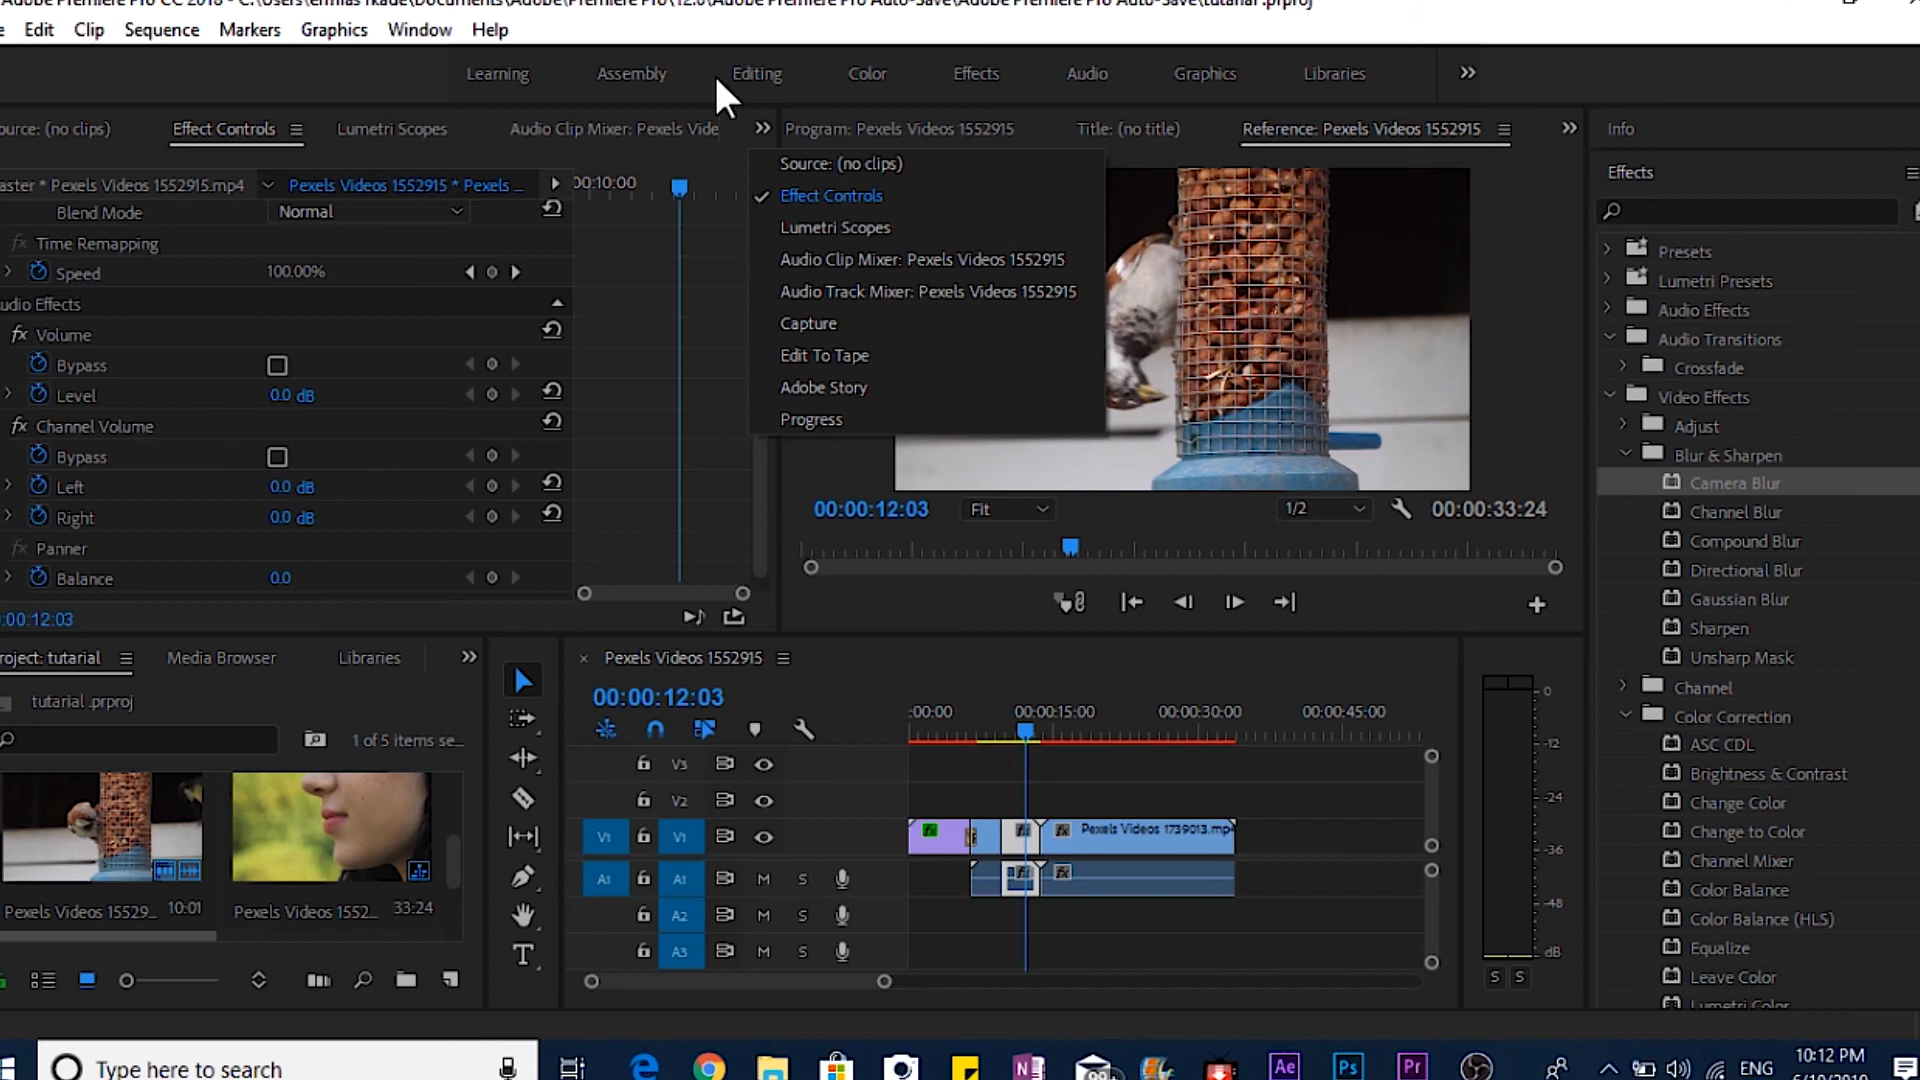 Adobe Premiere Pro CC 2018 - C:\Users\ermias ikade\Documents\Adobe\Premiere Pro\12.0\Adobe Premiere Pro Auto-Save\Adobe Premiere Pro Auto-Save\tutarial .prproj
e Edit Clip Sequence Markers Graphics Window Help
Learning Assembly Editing Color Effects Audio Graphics Libraries
ource: (no clips) Effect Controls Lumetri Scopes Audio Clip Mixer: Pexels Vide
Program: Pexels Videos 1552915 Title: (no title) Reference: Pexels Videos 1552915
Info
aster * Pexels Videos 1552915.mp4 Pexels Videos 1552915 * Pexels ...
00:10:00
Blend Mode Normal
fx Time Remapping
Speed 100.00%
udio Effects
fx Volume
Bypass
Level 0.0 dB
fx Channel Volume
Bypass
Left 0.0 dB
Right 0.0 dB
fx Panner
Balance 0.0
:00:12:03
Source: (no clips)
Effect Controls
Lumetri Scopes
Audio Clip Mixer: Pexels Videos 1552915
Audio Track Mixer: Pexels Videos 1552915
Capture
Edit To Tape
Adobe Story
Progress
00:00:12:03 Fit 1/2 00:00:33:24
Effects
Presets
Lumetri Presets
Audio Effects
Audio Transitions
Crossfade
Video Effects
Adjust
Blur & Sharpen
Camera Blur
Channel Blur
Compound Blur
Directional Blur
Gaussian Blur
Sharpen
Unsharp Mask
Channel
Color Correction
ASC CDL
Brightness & Contrast
Change Color
Change to Color
Channel Mixer
Color Balance
Color Balance (HLS)
Equalize
Leave Color
Lumetri Color
roject: tutarial Media Browser Libraries
tutarial .prproj
1 of 5 items se...
Pexels Videos 15529... 10:01
Pexels Videos 1552... 33:24
Pexels Videos 1552915
00:00:12:03
:00:00 00:00:15:00 00:00:30:00 00:00:45:00
V3
V2
V1 V1
fx fx fx Pexels Videos 1739013.mp4
A1 A1 M S
fx fx
A2 M S
A3 M S
T
0
-12
-24
-36
-48
dB
S S
Type here to search
Ae Ps Pr
ENG
10:12 PM
6/10/2019